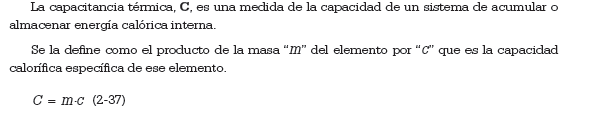 La capacitancia térmica, C, es una medida de la capacidad de un sistema de acumular o
almacenar energía calórica interna.
Se la define como el producto de la masa “m” del elemento por “c” que es la capacidad
calorífica específica de ese elemento.
C = m·c (2-37)